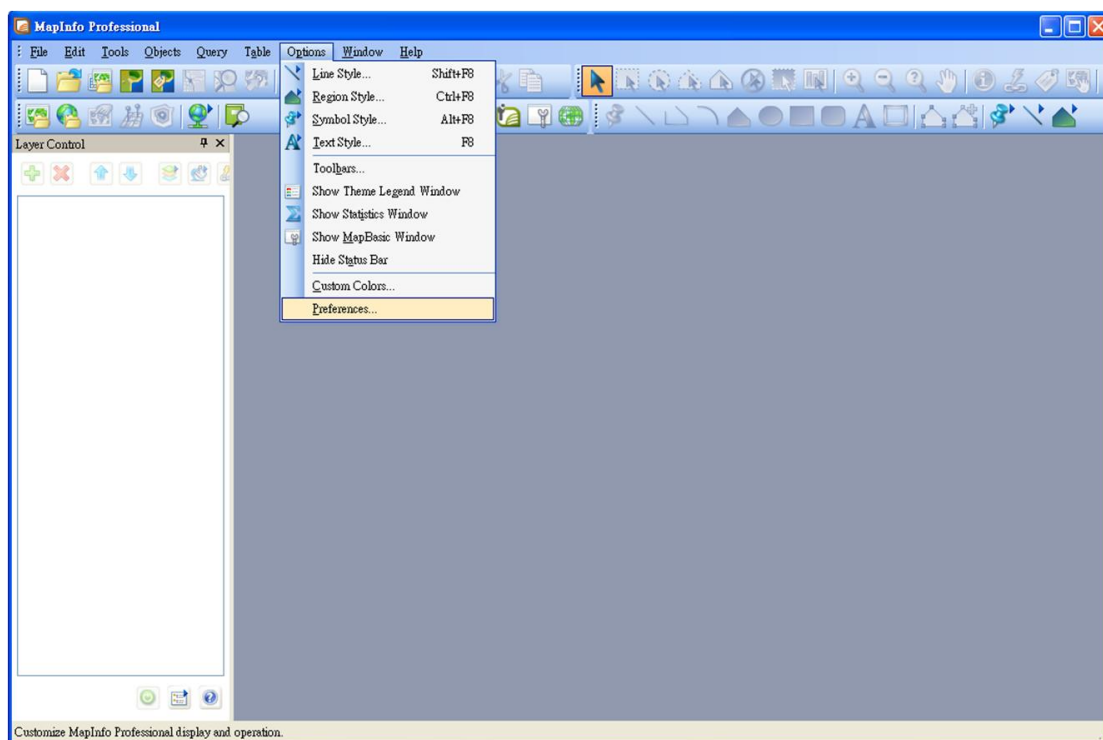 MapInfo Professional
File Edit Tools Objects Query Table Options Window Help
Line Style... Shift+F8
Region Style... Ctrl+F8
Symbol Style... Alt+F8
Text Style... F8
Layer Control
Toolbars...
Show Theme Legend Window
Show Statistics Window
Show MapBasic Window
Hide Status Bar
Custom Colors...
Preferences...
Customize MapInfo Professional display and operation.